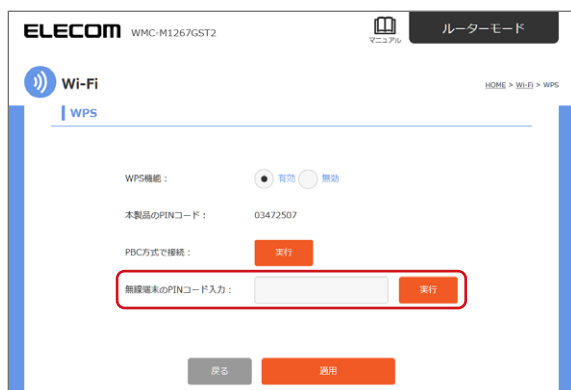 ELECOM WMC-M1267GST2
マニュアル
ルーターモード
Wi-Fi
HOME > Wi-Fi > WPS
WPS
WPS機能： 有効 無効
本製品のPINコード： 03472507
PBC方式で接続： 実行
無線端末のPINコード入力： 実行
戻る 適用